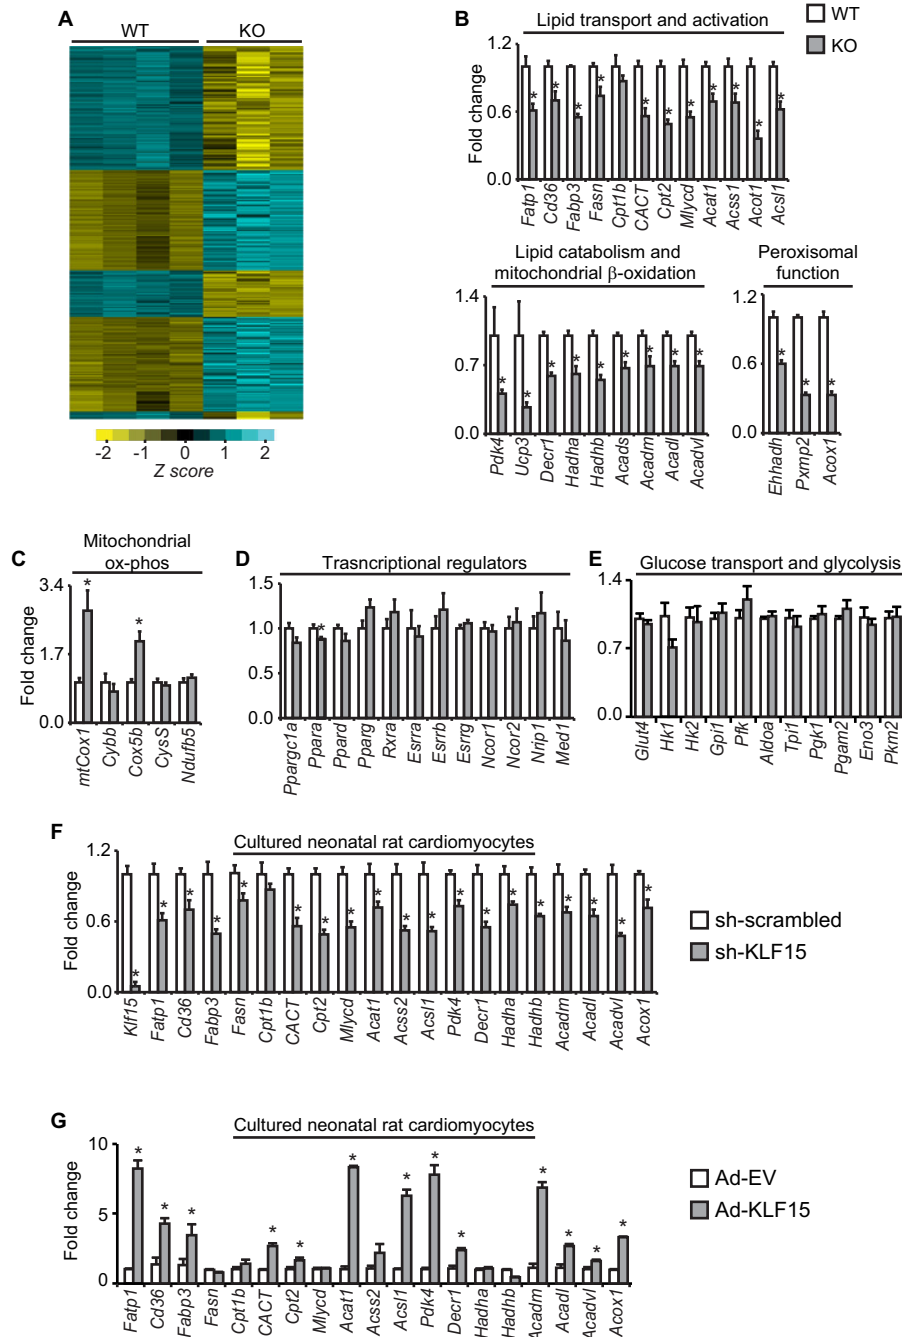 A
WT
KO
-2
-1
0
1
2
Z score
B
Lipid transport and activation
WT
KO
Fold change
1.2
0.6
0.0
* * * * * * * * * * *
Fatp1 Cd36 Fabp3 Fasn Cpt1b CACT Cpt2 Mlycd Acat1 Acss1 Acot1 Acsl1
Lipid catabolism and
mitochondrial β-oxidation
1.4
0.7
0.0
* * * * * * * * *
Pdk4 Ucp3 Decr1 Hadha Hadhb Acads Acadm Acadl Acadvl
Peroxisomal
function
1.2
0.6
0.0
* * *
Ehhadh Pxmp2 Acox1
C
Mitochondrial
ox-phos
Fold change
3.4
1.7
0.0
* *
mtCox1 Cybb Cox5b CysS Ndufb5
D
Trasncriptional regulators
1.5
1.0
0.5
0.0
*
Ppargc1a Ppara Ppard Pparg Rxra Esrra Esrrb Esrrg Ncor1 Ncor2 Nrip1 Med1
E
Glucose transport and glycolysis
1.4
0.7
0.0
Glut4 Hk1 Hk2 Gpi1 Pfk Aldoa Tpi1 Pgk1 Pgam2 Eno3 Pkm2
F
Cultured neonatal rat cardiomyocytes
Fold change
1.2
0.6
0.0
* * * * * * * * * * * * * * * * * * *
Klf15 Fatp1 Cd36 Fabp3 Fasn Cpt1b CACT Cpt2 Mlycd Acat1 Acss2 Acsl1 Pdk4 Decr1 Hadha Hadhb Acadm Acadl Acadvl Acox1
sh-scrambled
sh-KLF15
G
Cultured neonatal rat cardiomyocytes
Fold change
10
5
0
* * * * * * * * * * * * *
Fatp1 Cd36 Fabp3 Fasn Cpt1b CACT Cpt2 Mlycd Acat1 Acss2 Acsl1 Pdk4 Decr1 Hadha Hadhb Acadm Acadl Acadvl Acox1
Ad-EV
Ad-KLF15